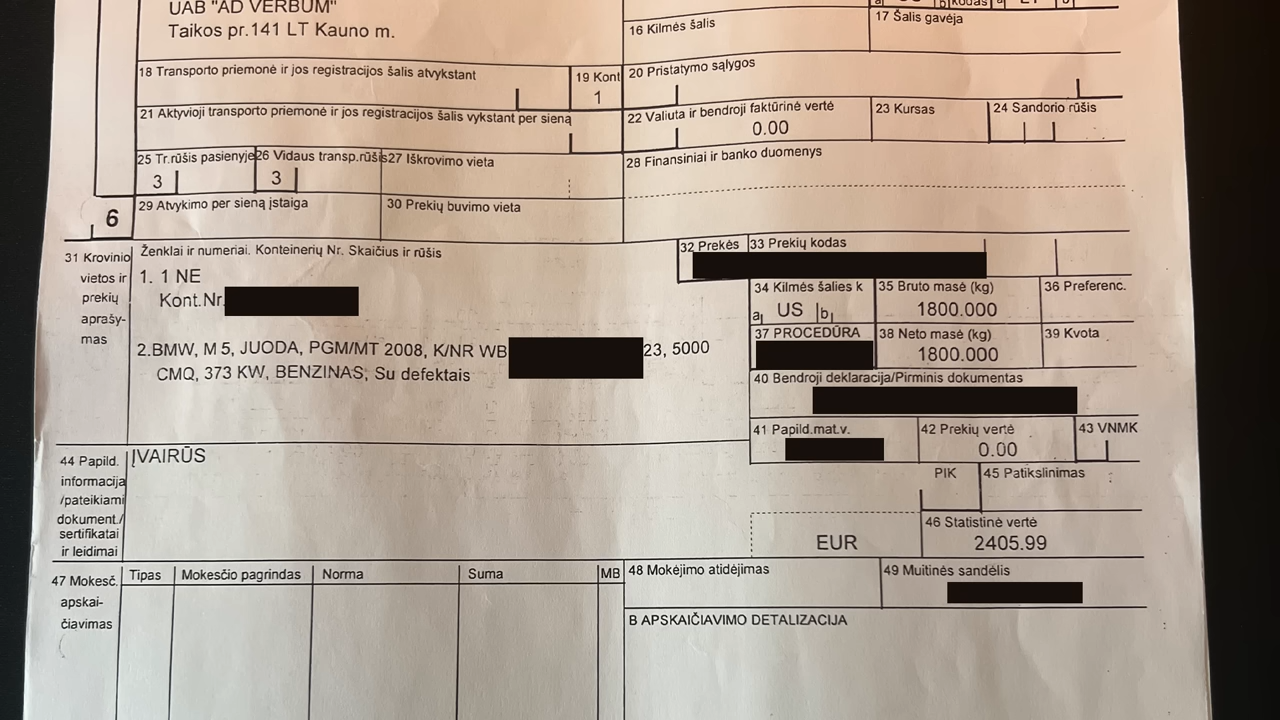 UAB "AD VERBUM"
Taikos pr.141 LT Kauno m.
16 Kilmės šalis
17 Šalis gavėja
18 Transporto priemonė ir jos registracijos šalis atvykstant
19 Kont
1
20 Pristatymo sąlygos
21 Aktyvioji transporto priemonė ir jos registracijos šalis vykstant per sieną
22 Valiuta ir bendroji faktūrinė vertė
0.00
23 Kursas
24 Sandorio rūšis
25 Tr.rūšis pasienyje
3
26 Vidaus transp.rūšis
3
27 Iškrovimo vieta
28 Finansiniai ir banko duomenys
6
29 Atvykimo per sieną įstaiga
30 Prekių buvimo vieta
31 Krovinio
vietos ir
prekių
aprašy-
mas
Ženklai ir numeriai. Konteinerių Nr. Skaičius ir rūšis
1. 1 NE
Kont.Nr.
2.BMW, M 5, JUODA, PGM/MT 2008, K/NR WB 23, 5000
CMQ, 373 KW, BENZINAS, Su defektais
32 Prekės
33 Prekių kodas
34 Kilmės šalies k
a US b
35 Bruto masė (kg)
1800.000
36 Preferenc.
37 PROCEDŪRA
38 Neto masė (kg)
1800.000
39 Kvota
40 Bendroji deklaracija/Pirminis dokumentas
41 Papild.mat.v.
42 Prekių vertė
0.00
43 VNMK
44 Papild.
informacija
/pateikiami
dokument./
sertifikatai
ir leidimai
ĮVAIRŪS
PIK
45 Patikslinimas
EUR
46 Statistinė vertė
2405.99
47 Mokesč.
apskai-
čiavimas
Tipas
Mokesčio pagrindas
Norma
Suma
MB
48 Mokėjimo atidėjimas
49 Muitinės sandėlis
B APSKAIČIAVIMO DETALIZACIJA